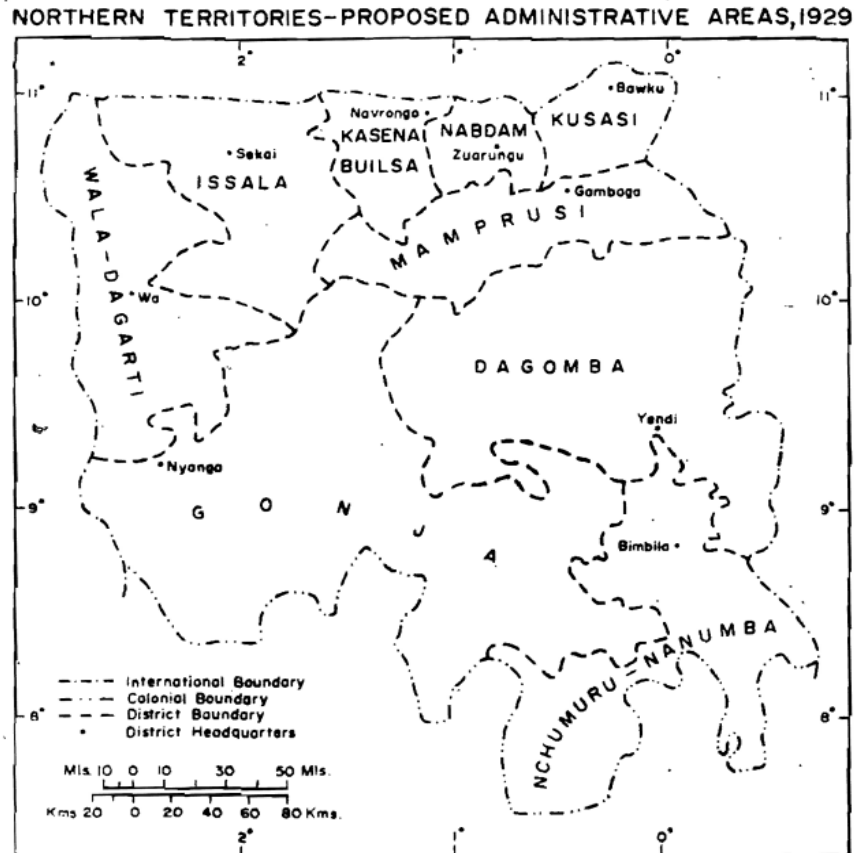 NORTHERN TERRITORIES-PROPOSED ADMINISTRATIVE AREAS, 1929
2° 1° 0°
11° 11°
Bawku
Navrongo
KUSASI
KASENA NABDAM
Sekai Zuarungu
BUILSA
ISSALA
Gambaga
WALA-DAGARTI
MAMPRUSI
10° Wa 10°
DAGOMBA
Yendi
Nyanga
9° GONA 9°
Bimbila
NCHUMURU-NANUMBA
International Boundary
Colonial Boundary
District Boundary
District Headquarters
8° 8°
Mls. 10 0 10 30 50 Mls.
Kms 20 0 20 40 60 80 Kms.
2° 1° 0°